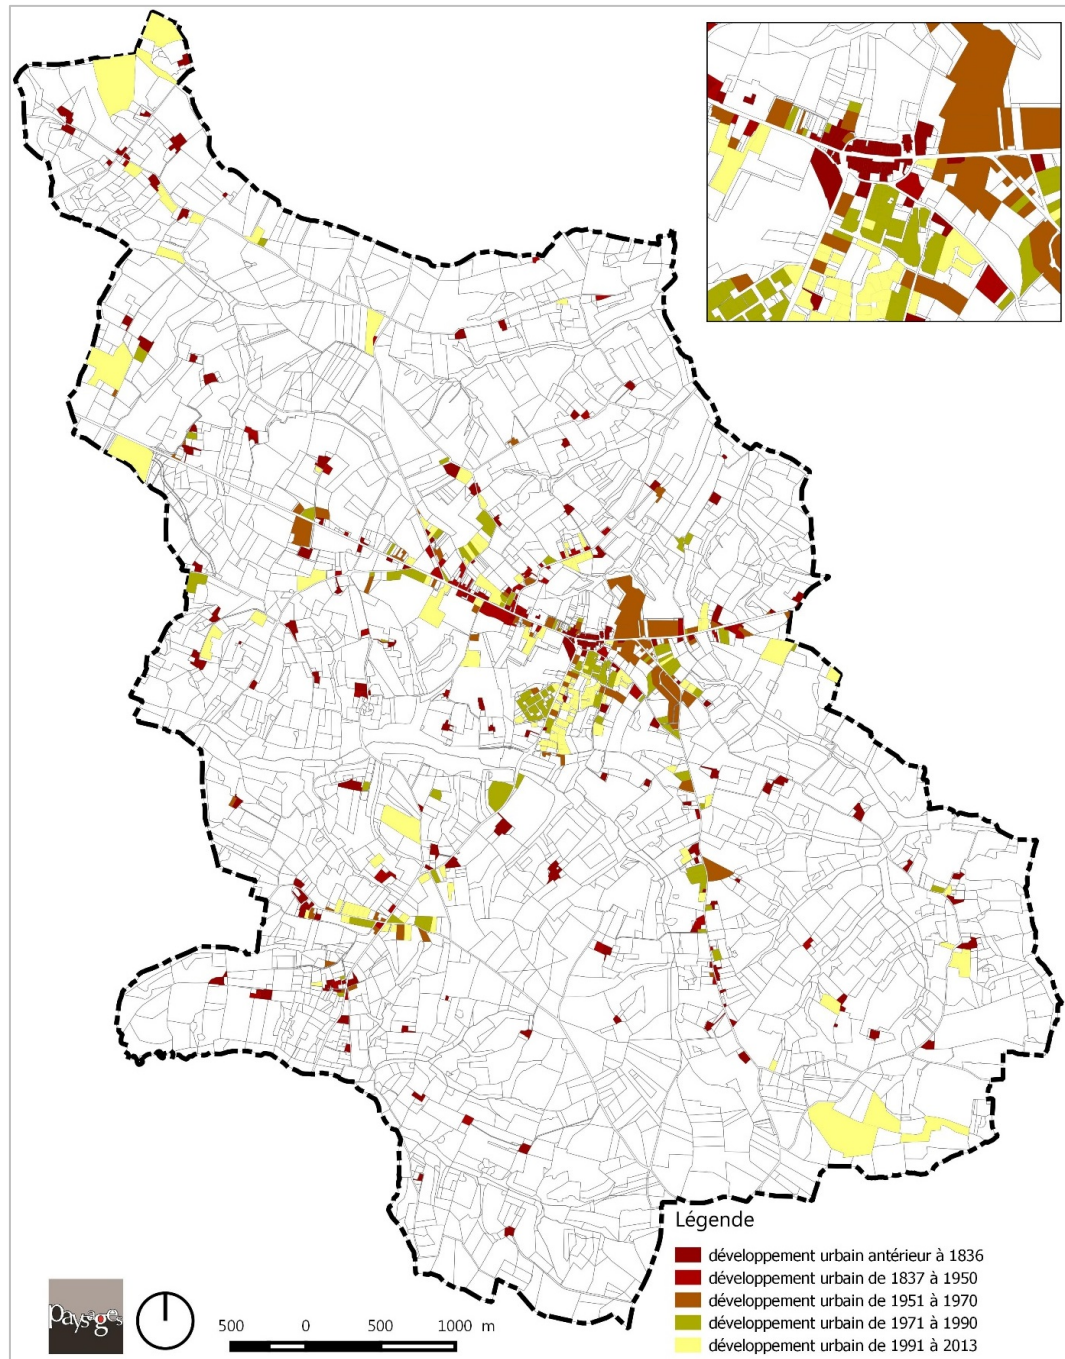 Légende
développement urbain antérieur à 1836
développement urbain de 1837 à 1950
développement urbain de 1951 à 1970
développement urbain de 1971 à 1990
développement urbain de 1991 à 2013
paysages
500 0 500 1000 m